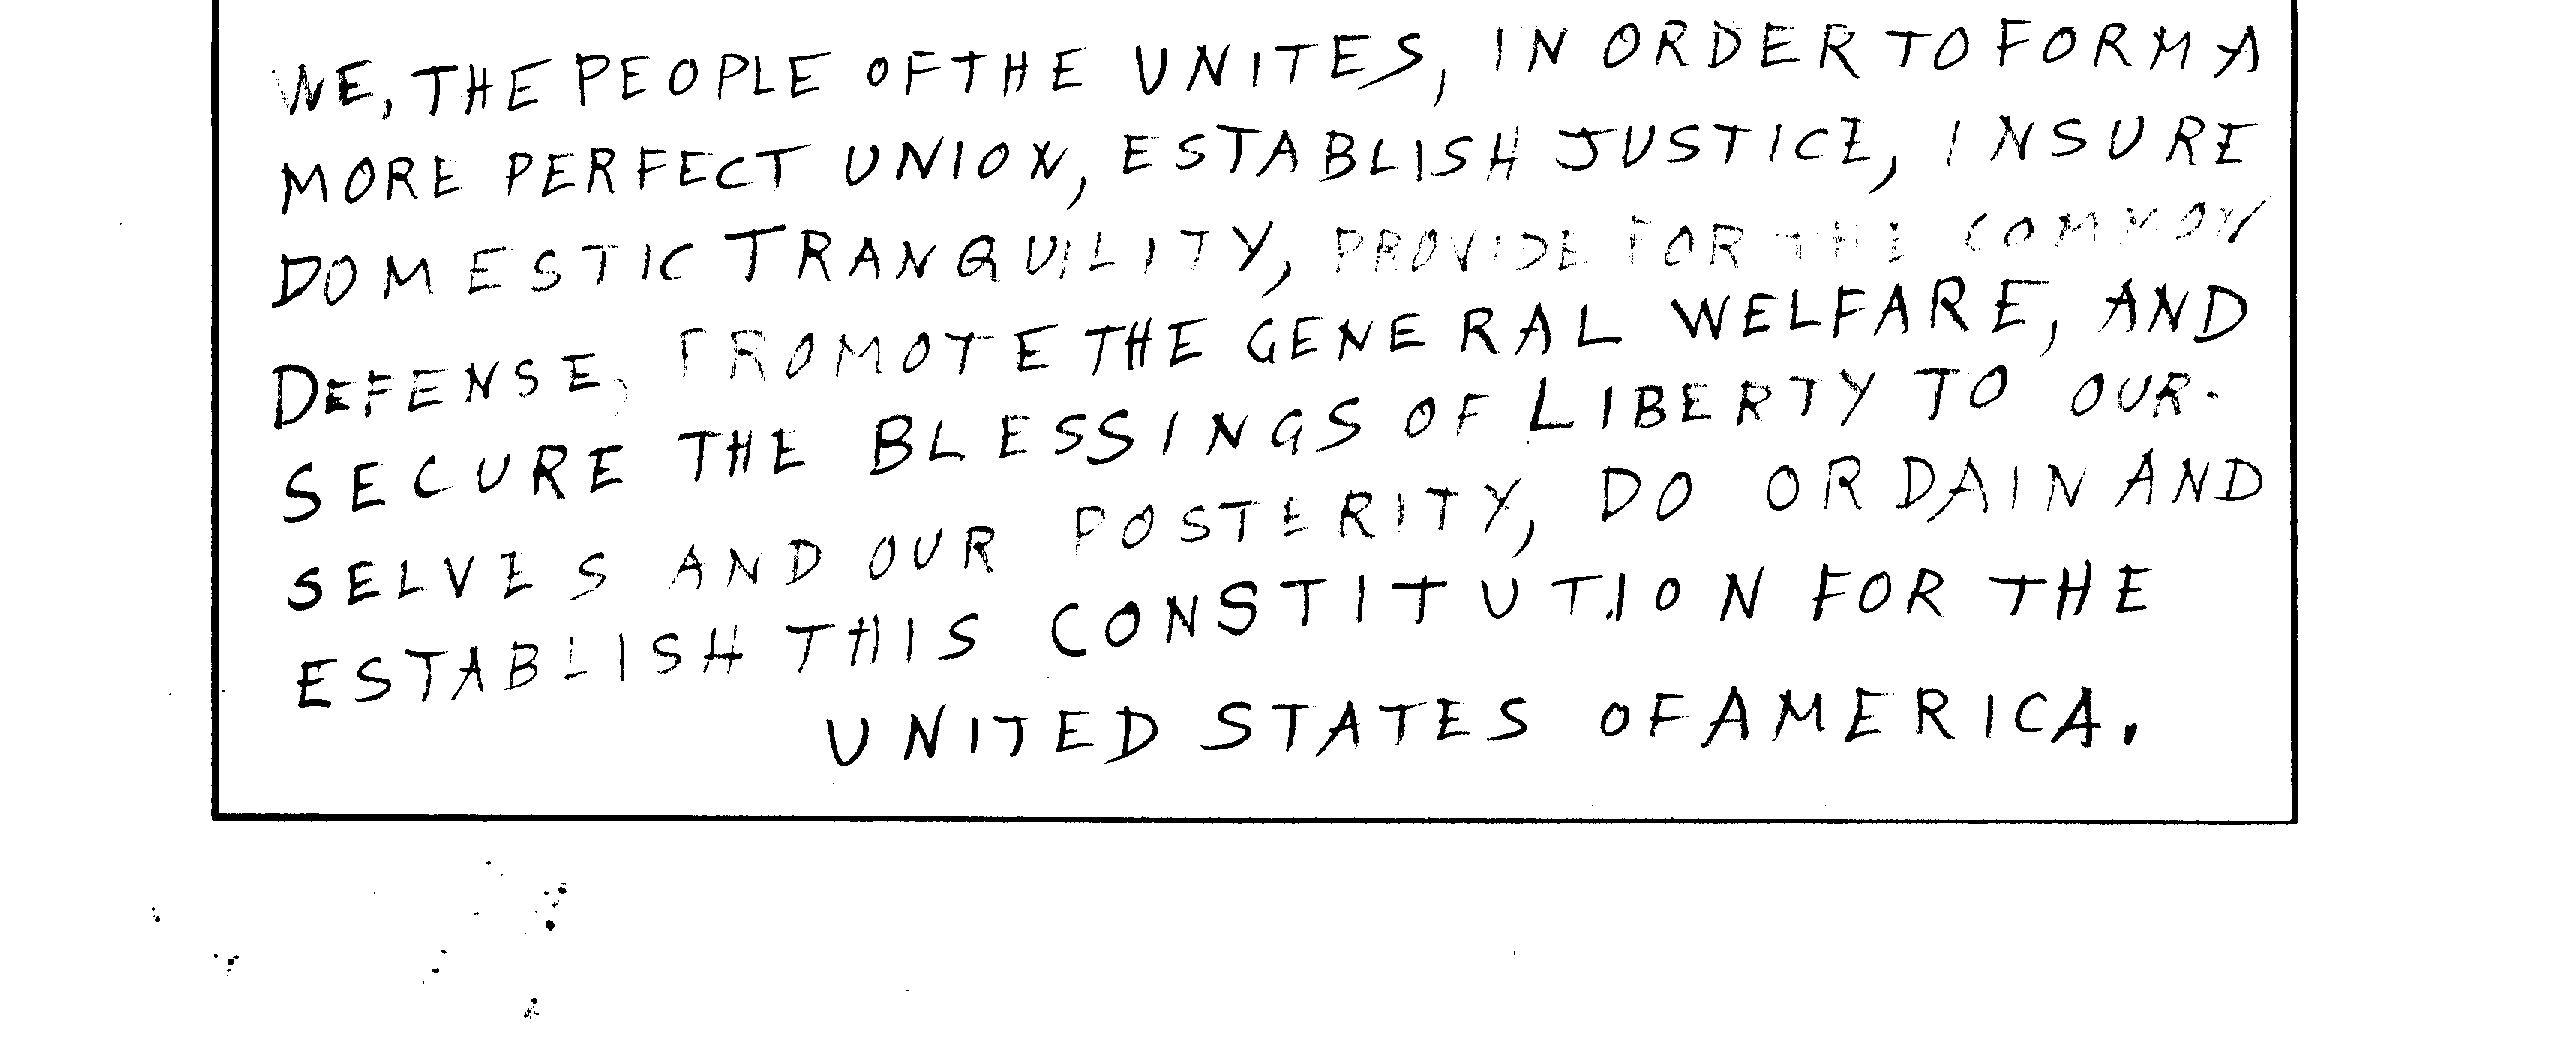 WE, THE PEOPLE OF THE UNITES, IN ORDER TO FORM A
MORE PERFECT UNION, ESTABLISH JUSTICE, INSURE
DOMESTIC TRANQUILITY, PROVIDE FOR THE COMMON
DEFENSE, PROMOTE THE GENERAL WELFARE, AND
SECURE THE BLESSINGS OF LIBERTY TO OUR-
SELVES AND OUR POSTERITY, DO ORDAIN AND
ESTABLISH THIS CONSTITUTION FOR THE
UNITED STATES OF AMERICA.